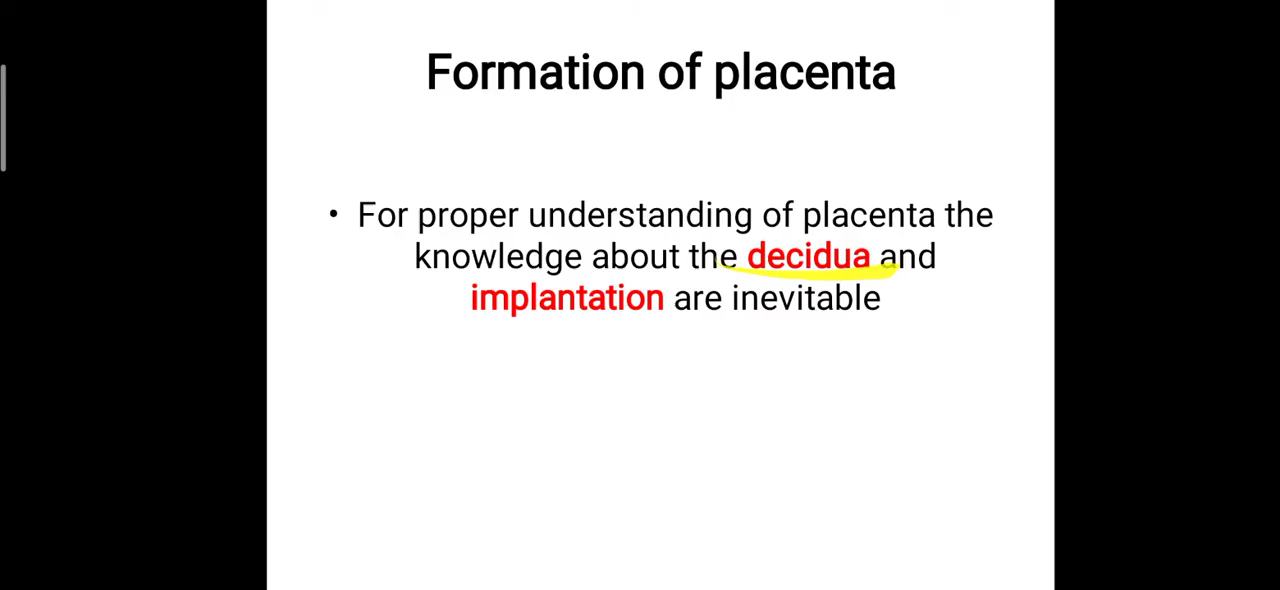 Formation of placenta
• For proper understanding of placenta the
knowledge about the decidua and
implantation are inevitable